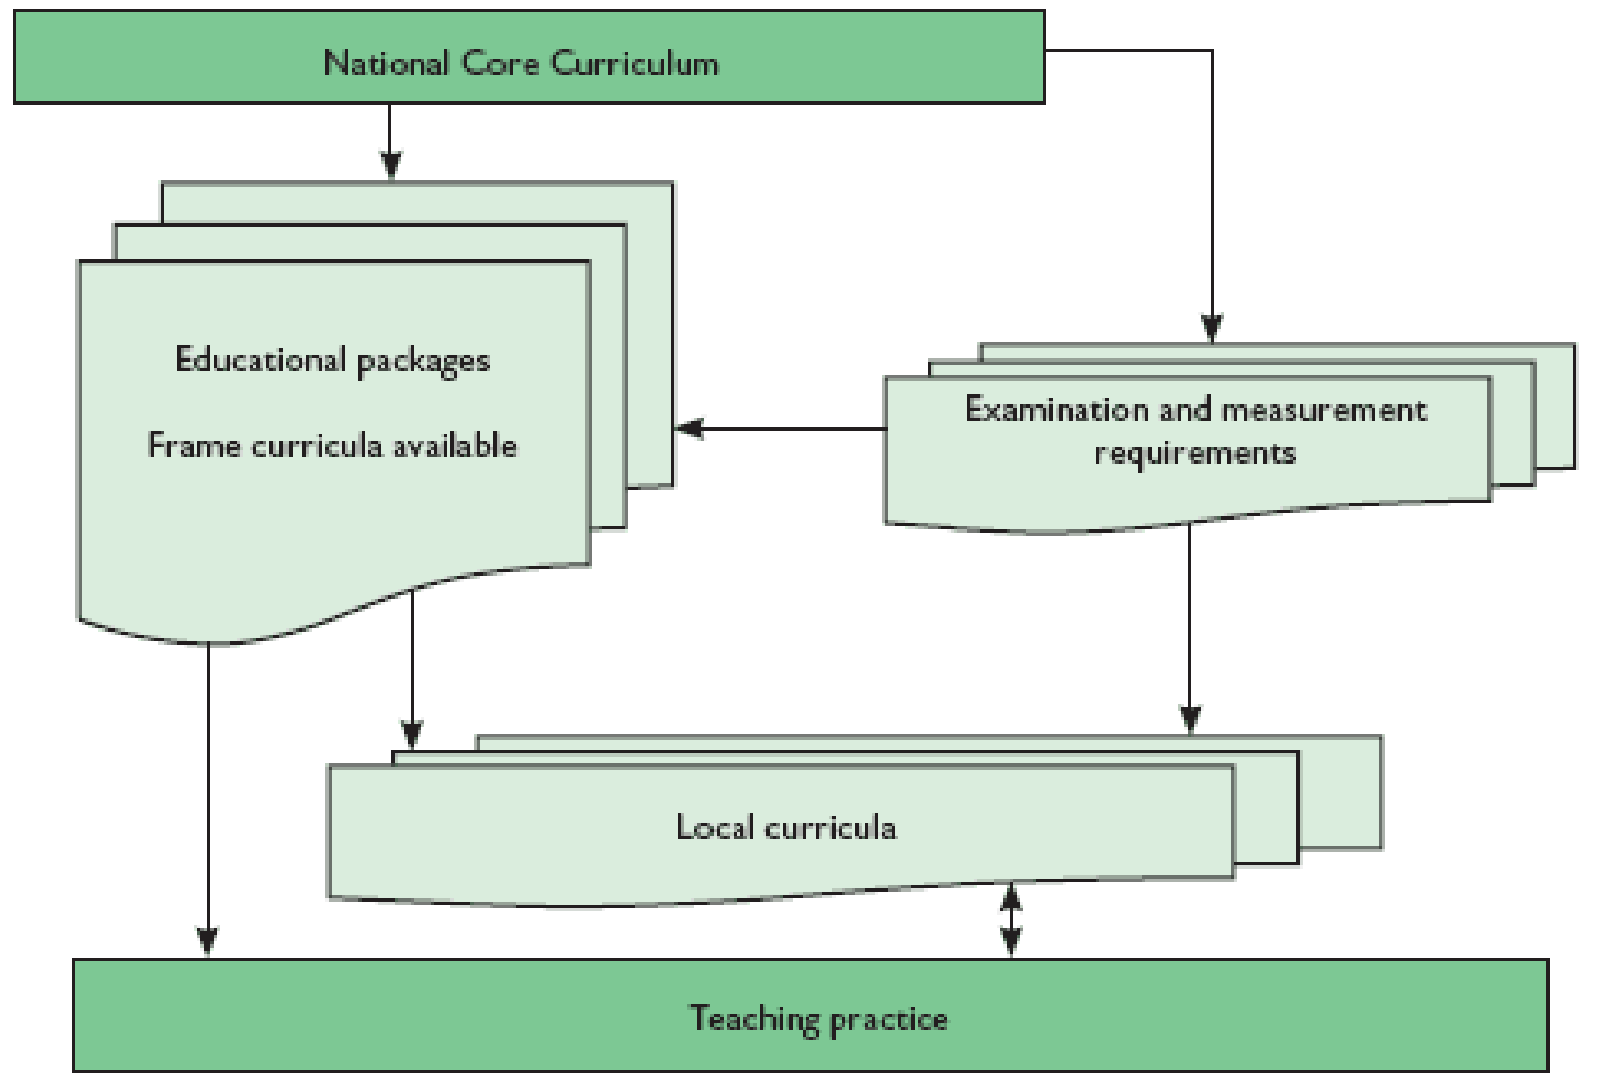 National Core Curriculum
Educational packages
Frame curricula available
Examination and measurement
requirements
Local curricula
Teaching practice